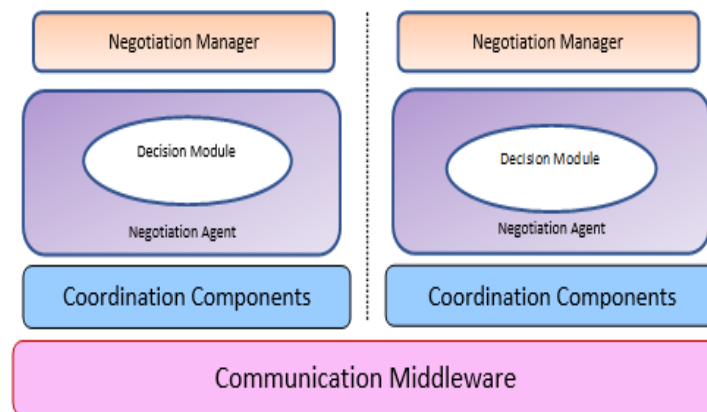 Negotiation Manager
Negotiation Manager
Decision Module
Decision Module
Negotiation Agent
Negotiation Agent
Coordination Components
Coordination Components
Communication Middleware